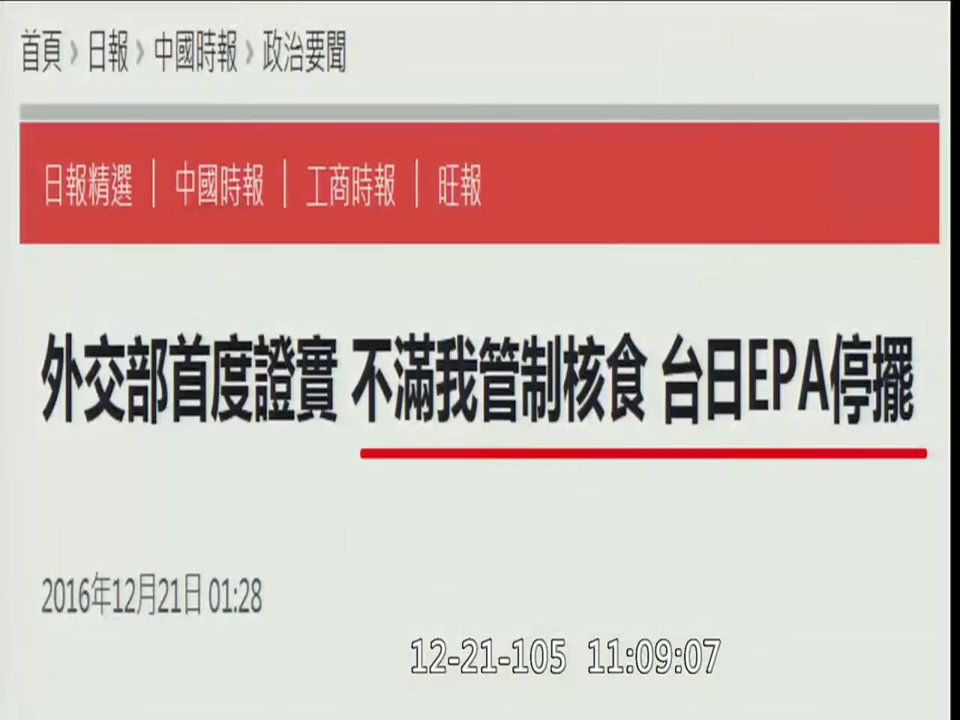 首頁 › 日報 › 中國時報 › 政治要聞
日報精選 | 中國時報 | 工商時報 | 旺報
外交部首度證實 不滿我管制核食 台日EPA停擺
2016年12月21日 01:28
12-21-105 11:09:07